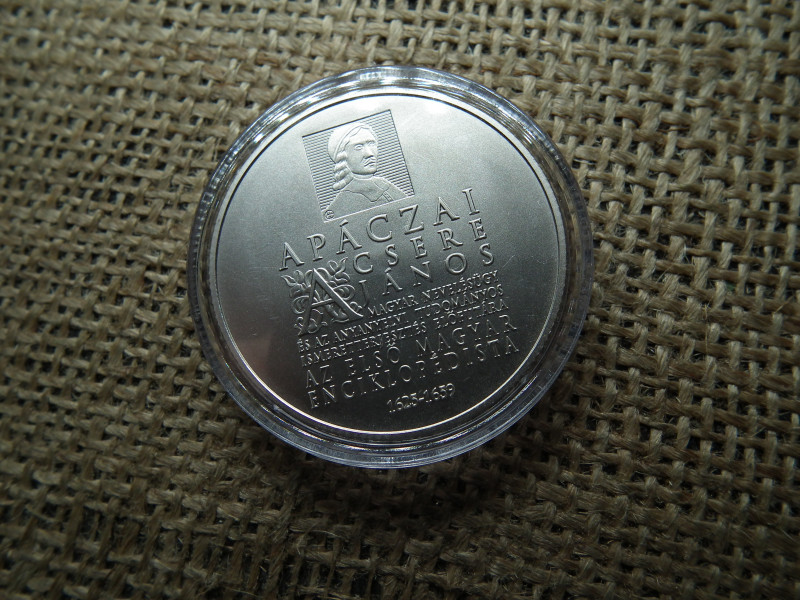 APÁCZAI
CSERE
JÁNOS
A MAGYAR NEVELÉSÜGY
ÉS AZ ANYANYELVI TUDOMÁNYOS
ISMERETTERJESZTÉS ELŐFUTÁRA
AZ ELSŐ MAGYAR
ENCIKLOPÉDISTA
1625-1659